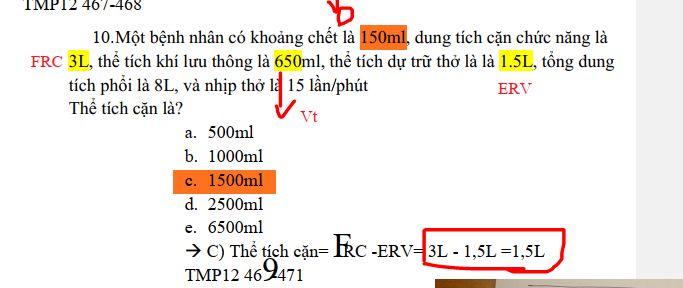 TMP12 467-468
10.Một bệnh nhân có khoảng chết là 150ml, dung tích cặn chức năng là
FRC 3L, thể tích khí lưu thông là 650ml, thể tích dự trữ thở là là 1.5L, tổng dung
tích phổi là 8L, và nhịp thở là 15 lần/phút
ERV
Vt
Thể tích cặn là?
a. 500ml
b. 1000ml
c. 1500ml
d. 2500ml
e. 6500ml
→ C) Thể tích cặn= FRC -ERV= 3L - 1,5L =1,5L
TMP12 469-471